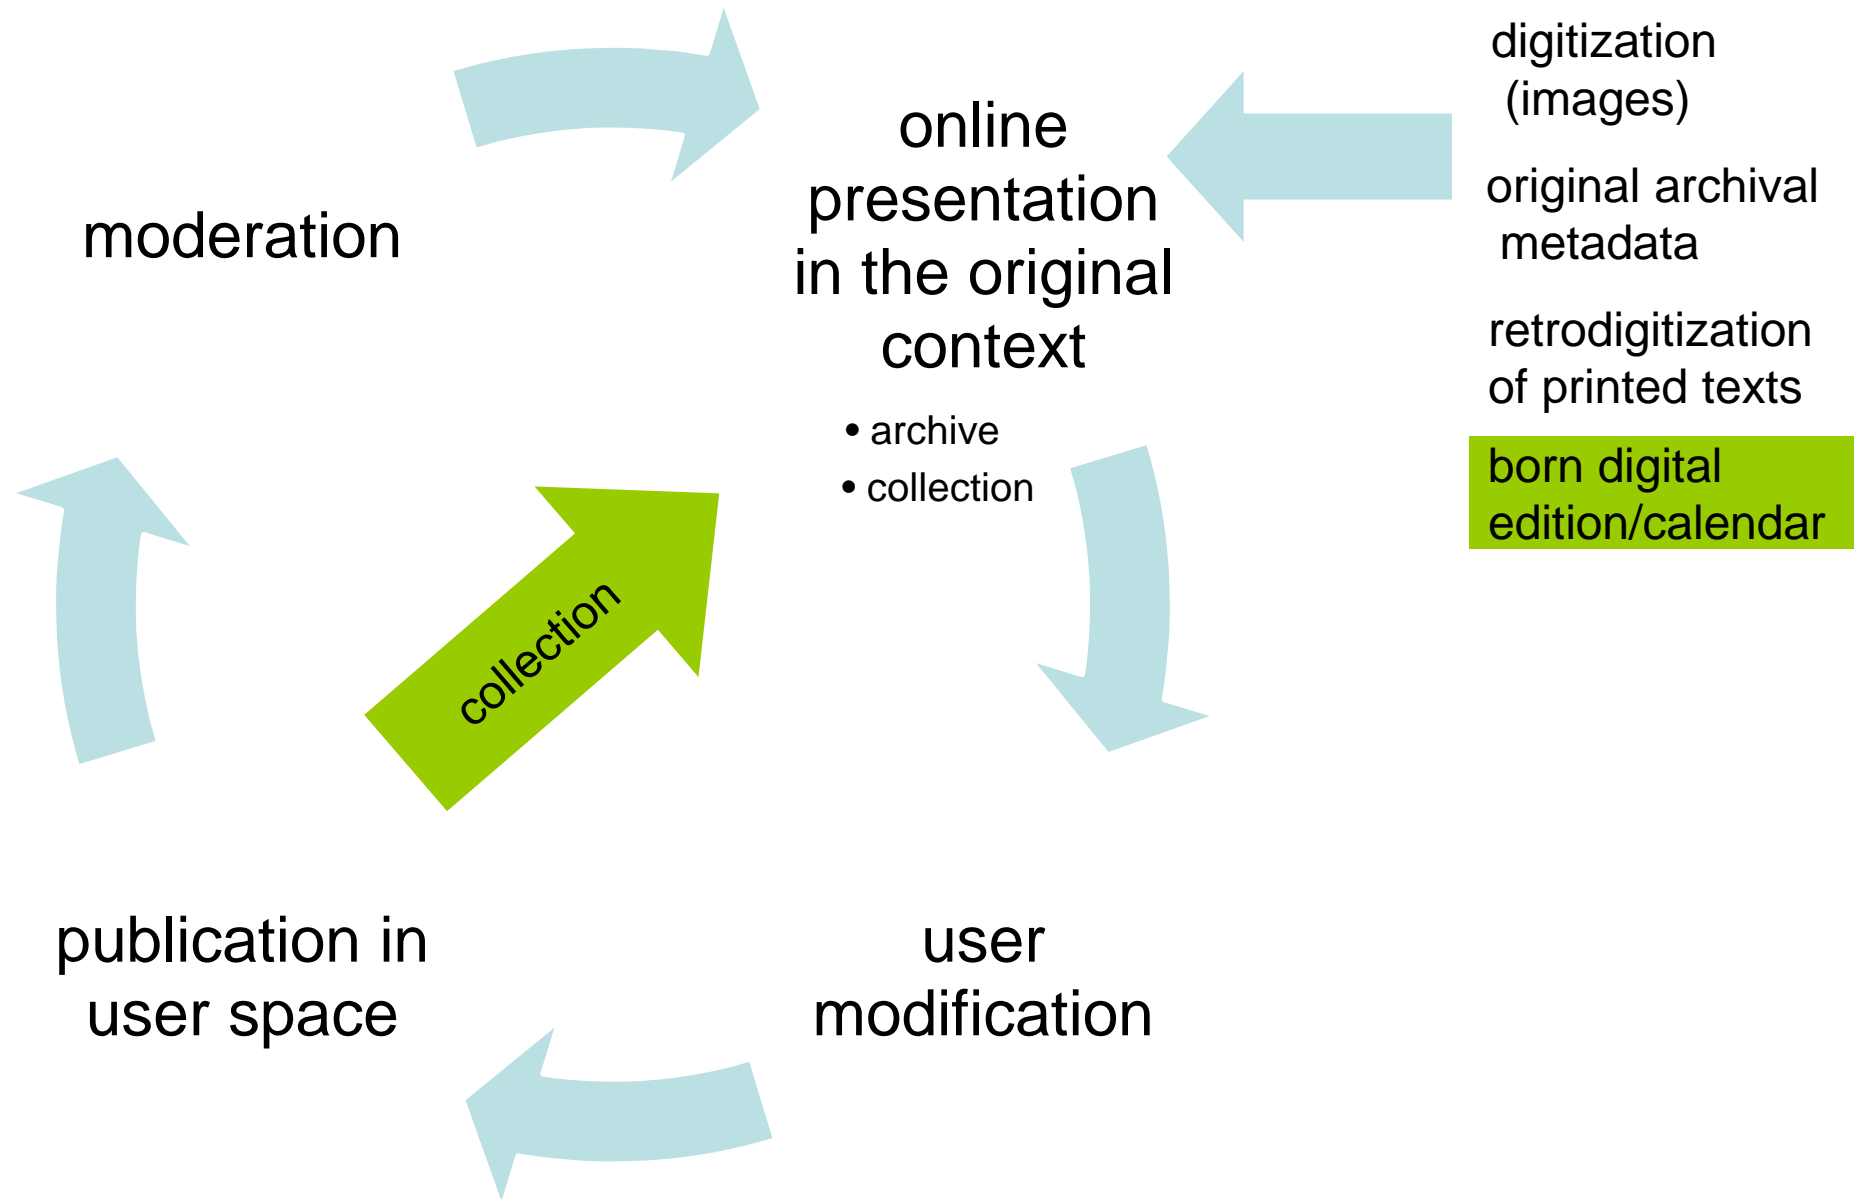 moderation
online
presentation
in the original
context
• archive
• collection
digitization
(images)
original archival
metadata
retrodigitization
of printed texts
born digital
edition/calendar
collection
publication in
user space
user
modification